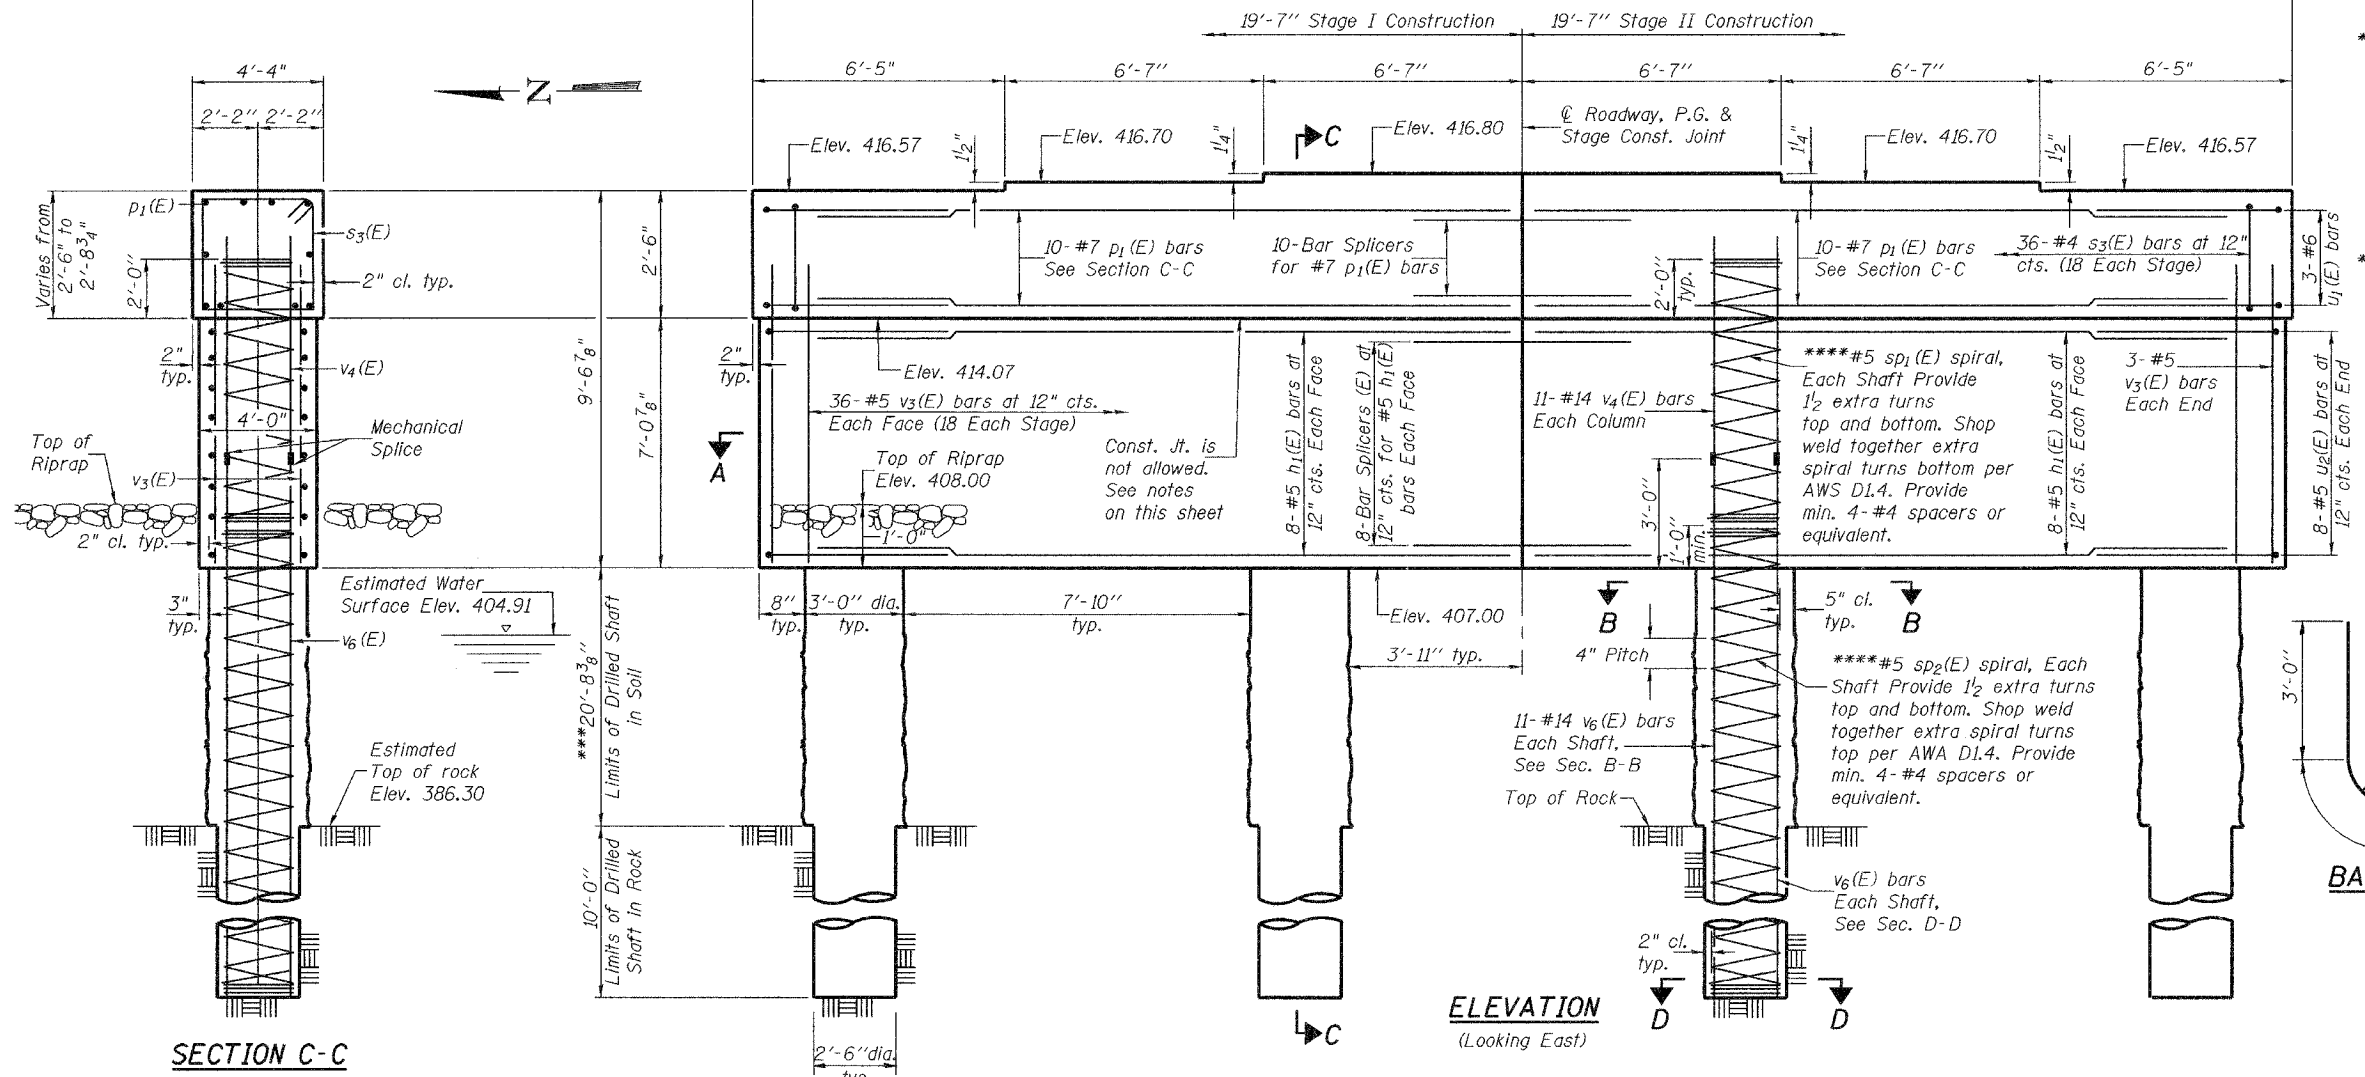 19'-7" Stage I Construction
19'-7" Stage II Construction
4'-4"
2'-2" 2'-2"
N
6'-5"
6'-7"
6'-7"
6'-7"
6'-7"
6'-5"
Elev. 416.57
1½"
Elev. 416.70
1¼"
C
Elev. 416.80
℄ Roadway, P.G. &
Stage Const. Joint
1¼"
Elev. 416.70
1½"
Elev. 416.57
Varies from
2'-6" to
2'-8¾"
p1(E)
s3(E)
2'-0"
2" cl. typ.
2'-6"
10-#7 p1(E) bars
See Section C-C
10-Bar Splicers
for #7 p1(E) bars
2'-0"
typ.
10-#7 p1(E) bars
See Section C-C
36-#4 s3(E) bars at 12"
cts. (18 Each Stage)
3-#6
u1(E) bars
2"
typ.
v4(E)
4'-0"
Mechanical
Splice
Top of
Riprap
v3(E)
2" cl. typ.
9'-6⅞"
7'-0⅞"
2"
typ.
A
Elev. 414.07
36-#5 v3(E) bars at 12" cts.
Each Face (18 Each Stage)
Top of Riprap
Elev. 408.00
1'-0"
Const. Jt. is
not allowed.
See notes
on this sheet
8-#5 h1(E) bars at
12" cts. Each Face
8-Bar Splicers (E) at
12" cts. for #5 h1(E)
bars Each Face
11-#14 v4(E) bars
Each Column
3'-0"
1'-0"
min.
****#5 sp1(E) spiral,
Each Shaft Provide
1½ extra turns
top and bottom. Shop
weld together extra
spiral turns bottom per
AWS D1.4. Provide
min. 4-#4 spacers or
equivalent.
8-#5 h1(E) bars at
12" cts. Each Face
3-#5
v3(E) bars
Each End
8-#5 u2(E) bars at
12" cts. Each End
3"
typ.
Estimated Water
Surface Elev. 404.91
v6(E)
Estimated
Top of rock
Elev. 386.30
***20'-8⅜"
Limits of Drilled Shaft
in Soil
8"
typ.
3'-0" dia.
typ.
7'-10"
typ.
Elev. 407.00
3'-11" typ.
B
4" Pitch
5" cl.
typ.
B
****#5 sp2(E) spiral, Each
Shaft Provide 1½ extra turns
top and bottom. Shop weld
together extra spiral turns
top per AWA D1.4. Provide
min. 4-#4 spacers or
equivalent.
11-#14 v6(E) bars
Each Shaft,
See Sec. B-B
Top of Rock
3'-0"
BA
10'-0"
Limits of Drilled
Shaft in Rock
v6(E) bars
Each Shaft,
See Sec. D-D
2" cl.
typ.
D
D
C
2'-6" dia.
typ.
ELEVATION
(Looking East)
SECTION C-C